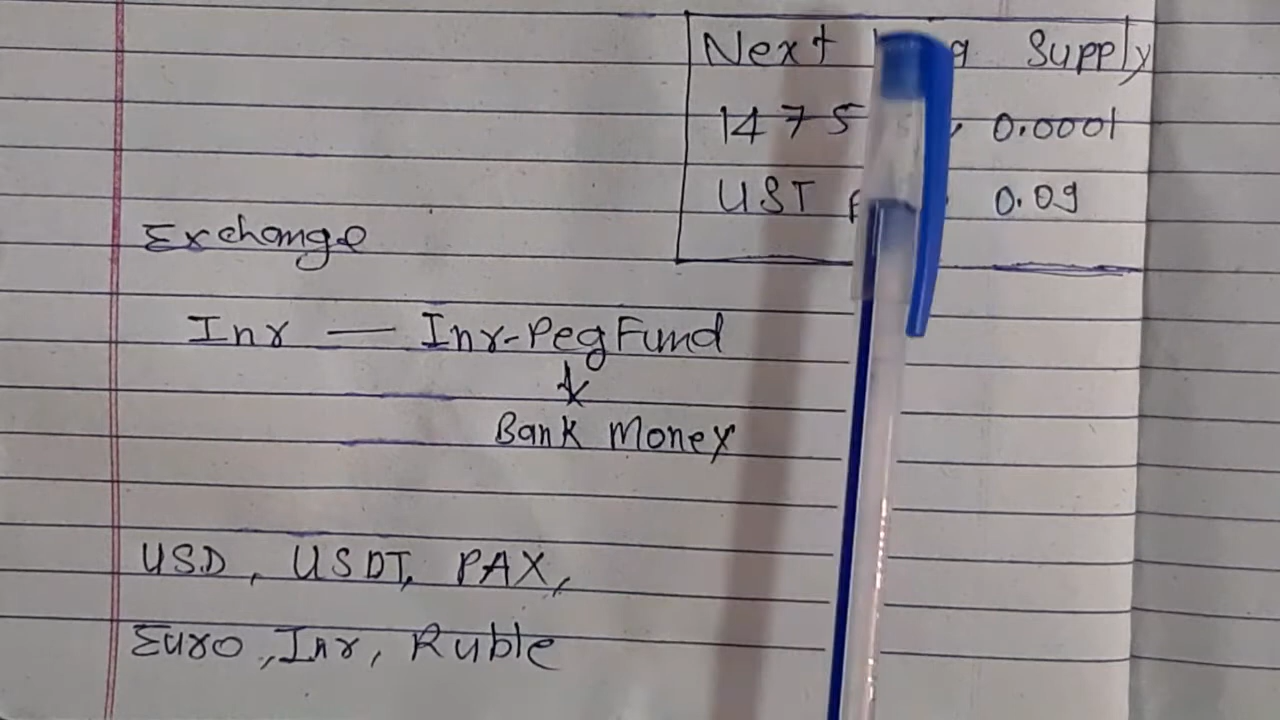 Next Supply
1475 0.0001
UST 0.09
Exchange
Inr — Inr-PegFund
Bank Money
USD, USDT, PAX,
Euro, Inr, Ruble